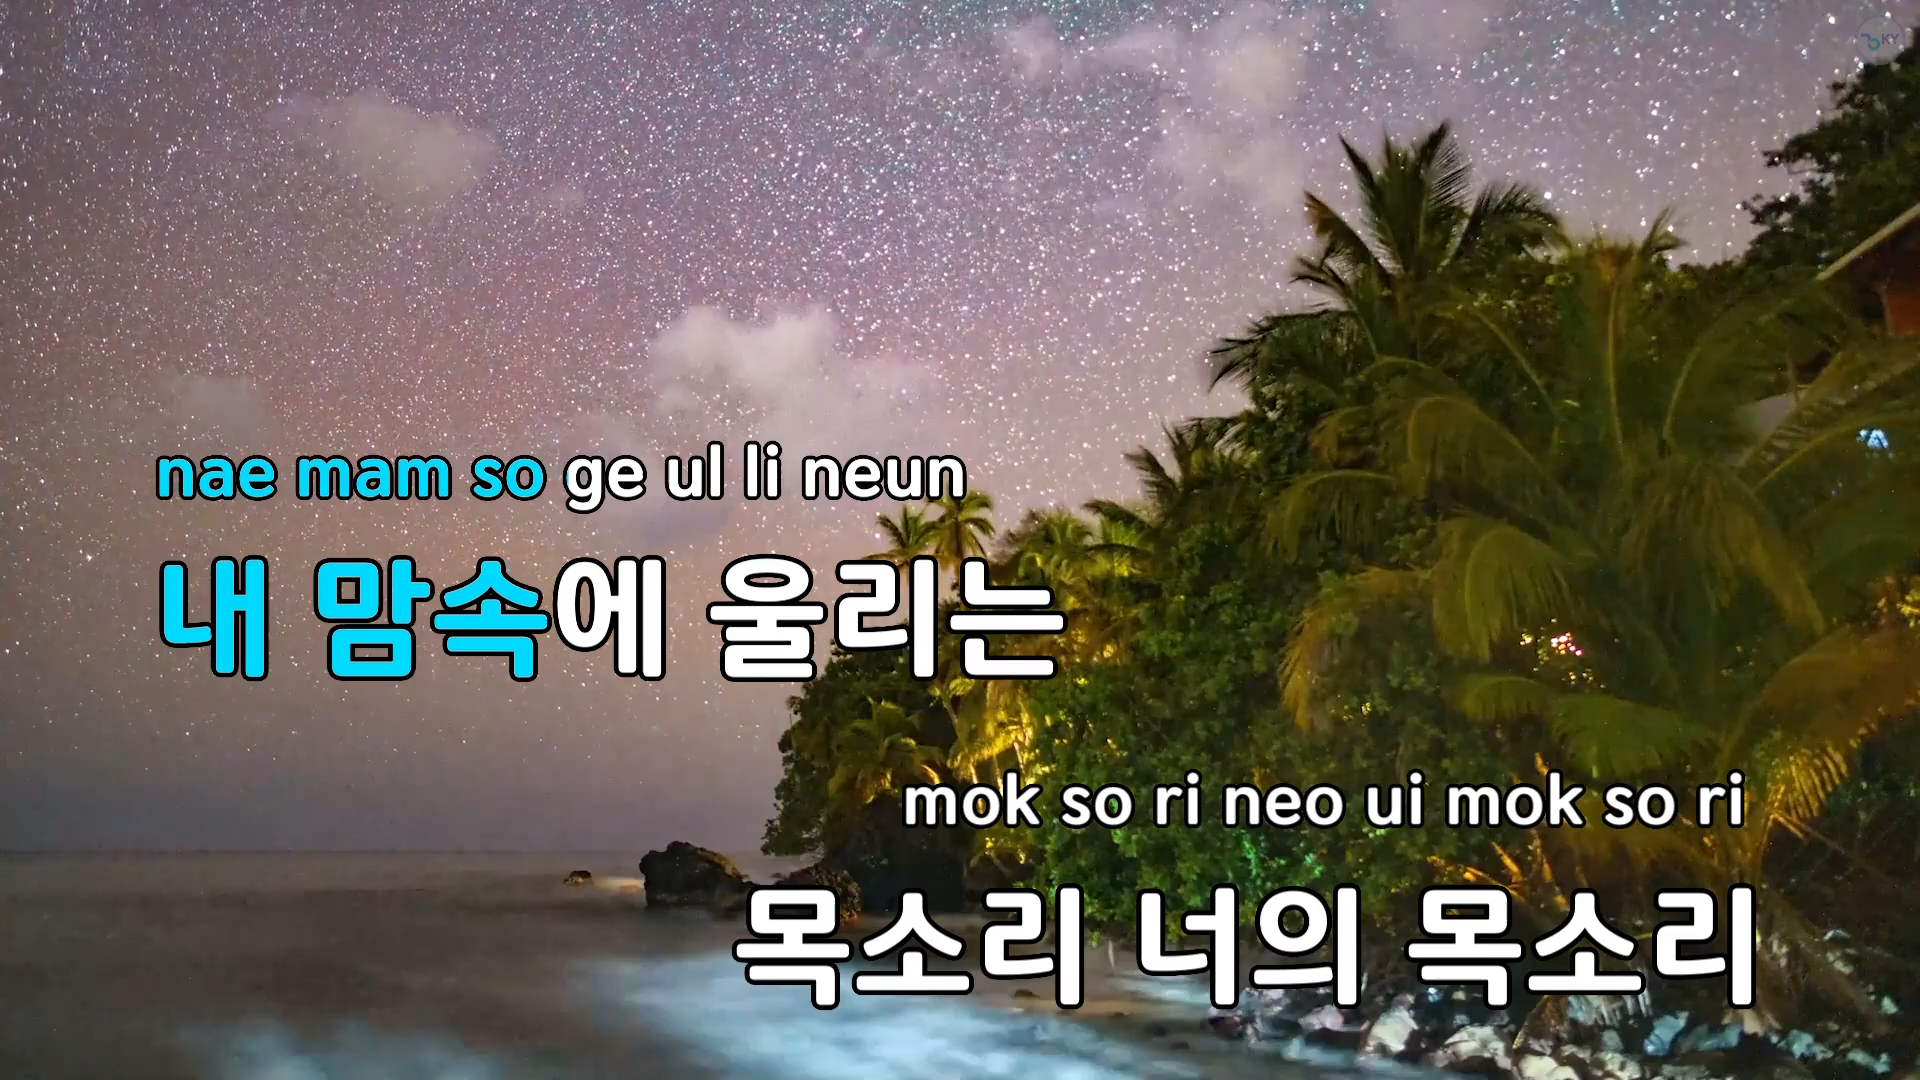 KY
nae mam so ge ul li neun
내 맘속에 울리는
mok so ri neo ui mok so ri
목소리 너의 목소리